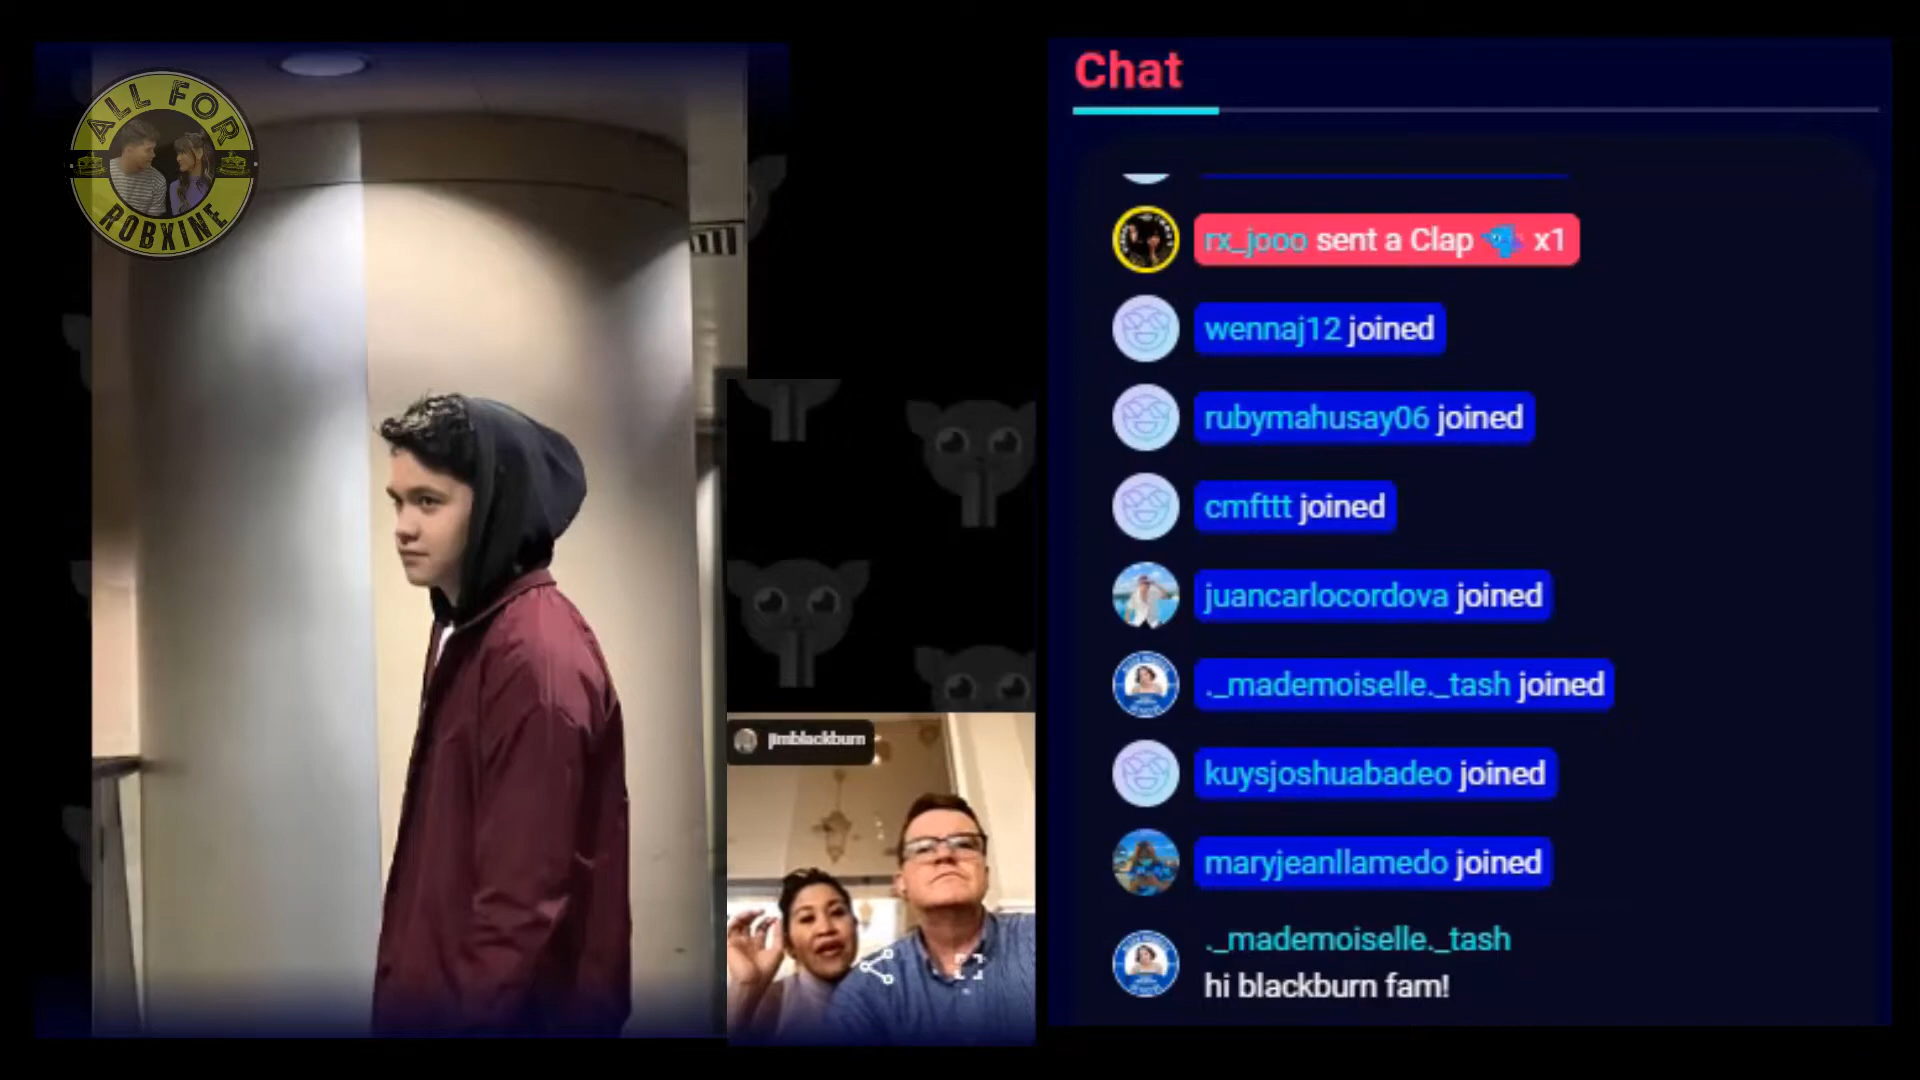 ALL FOR
ROBXINE
jimblackburn
Chat
rx_jooo sent a Clap x1
wennaj12 joined
rubymahusay06 joined
cmfttt joined
juancarlocordova joined
._mademoiselle._tash joined
kuysjoshuabadeo joined
maryjeanllamedo joined
._mademoiselle._tash
hi blackburn fam!